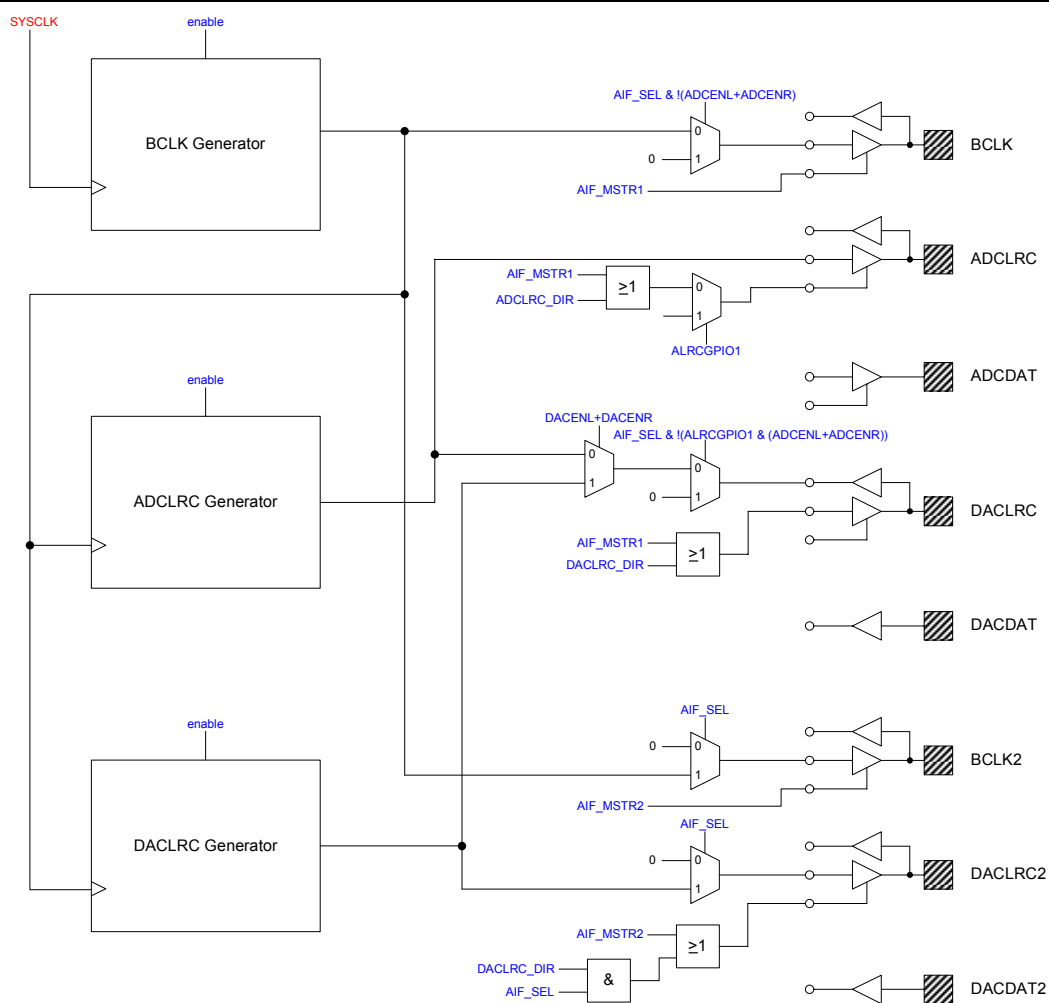 SYSCLK
enable
BCLK Generator
AIF_SEL & !(ADCENL+ADCENR)
0
0
1
AIF_MSTR1
BCLK
AIF_MSTR1
ADCLRC_DIR
≥1
0
1
ALRCGPIO1
ADCLRC
ADCDAT
enable
ADCLRC Generator
DACENL+DACENR
0
1
AIF_SEL & !(ALRCGPIO1 & (ADCENL+ADCENR))
0
0
1
AIF_MSTR1
DACLRC_DIR
≥1
DACLRC
DACDAT
enable
DACLRC Generator
AIF_SEL
0
0
1
AIF_MSTR2
BCLK2
AIF_SEL
0
0
1
AIF_MSTR2
≥1
DACLRC_DIR
AIF_SEL
&
DACLRC2
DACDAT2